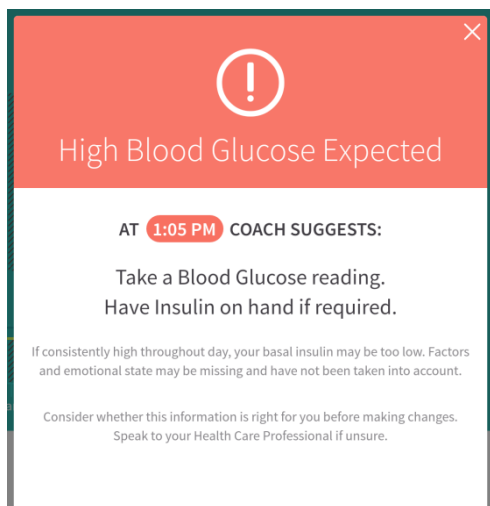 High Blood Glucose Expected
AT 1:05 PM COACH SUGGESTS:
Take a Blood Glucose reading.
Have Insulin on hand if required.
If consistently high throughout day, your basal insulin may be too low. Factors
and emotional state may be missing and have not been taken into account.
Consider whether this information is right for you before making changes.
Speak to your Health Care Professional if unsure.